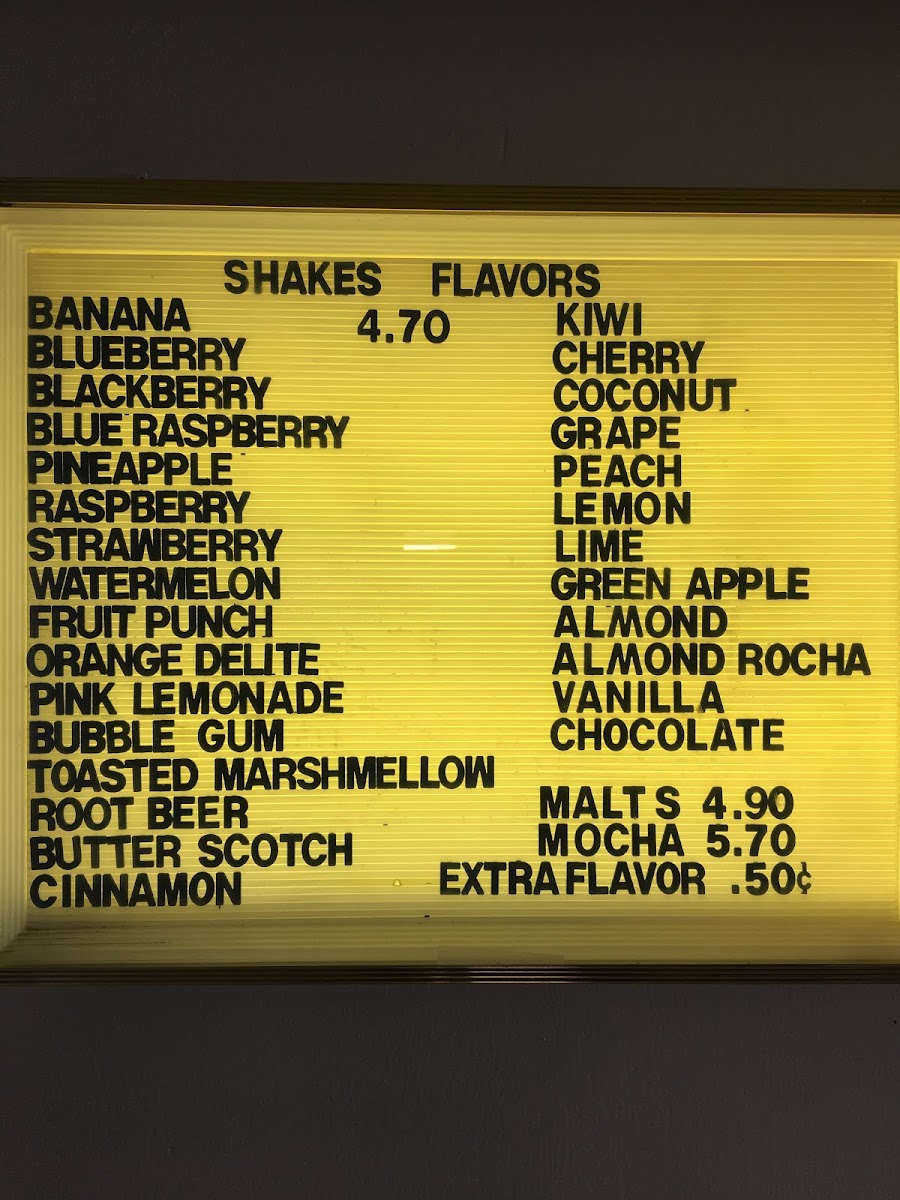 SHAKES FLAVORS
4.70
BANANA
BLUEBERRY
BLACKBERRY
BLUE RASPBERRY
PINEAPPLE
RASPBERRY
STRAWBERRY
WATERMELON
FRUIT PUNCH
ORANGE DELITE
PINK LEMONADE
BUBBLE GUM
TOASTED MARSHMELLOW
ROOT BEER
BUTTER SCOTCH
CINNAMON
KIWI
CHERRY
COCONUT
GRAPE
PEACH
LEMON
LIME
GREEN APPLE
ALMOND
ALMOND ROCHA
VANILLA
CHOCOLATE
MALTS 4.90
MOCHA 5.70
EXTRA FLAVOR .50¢